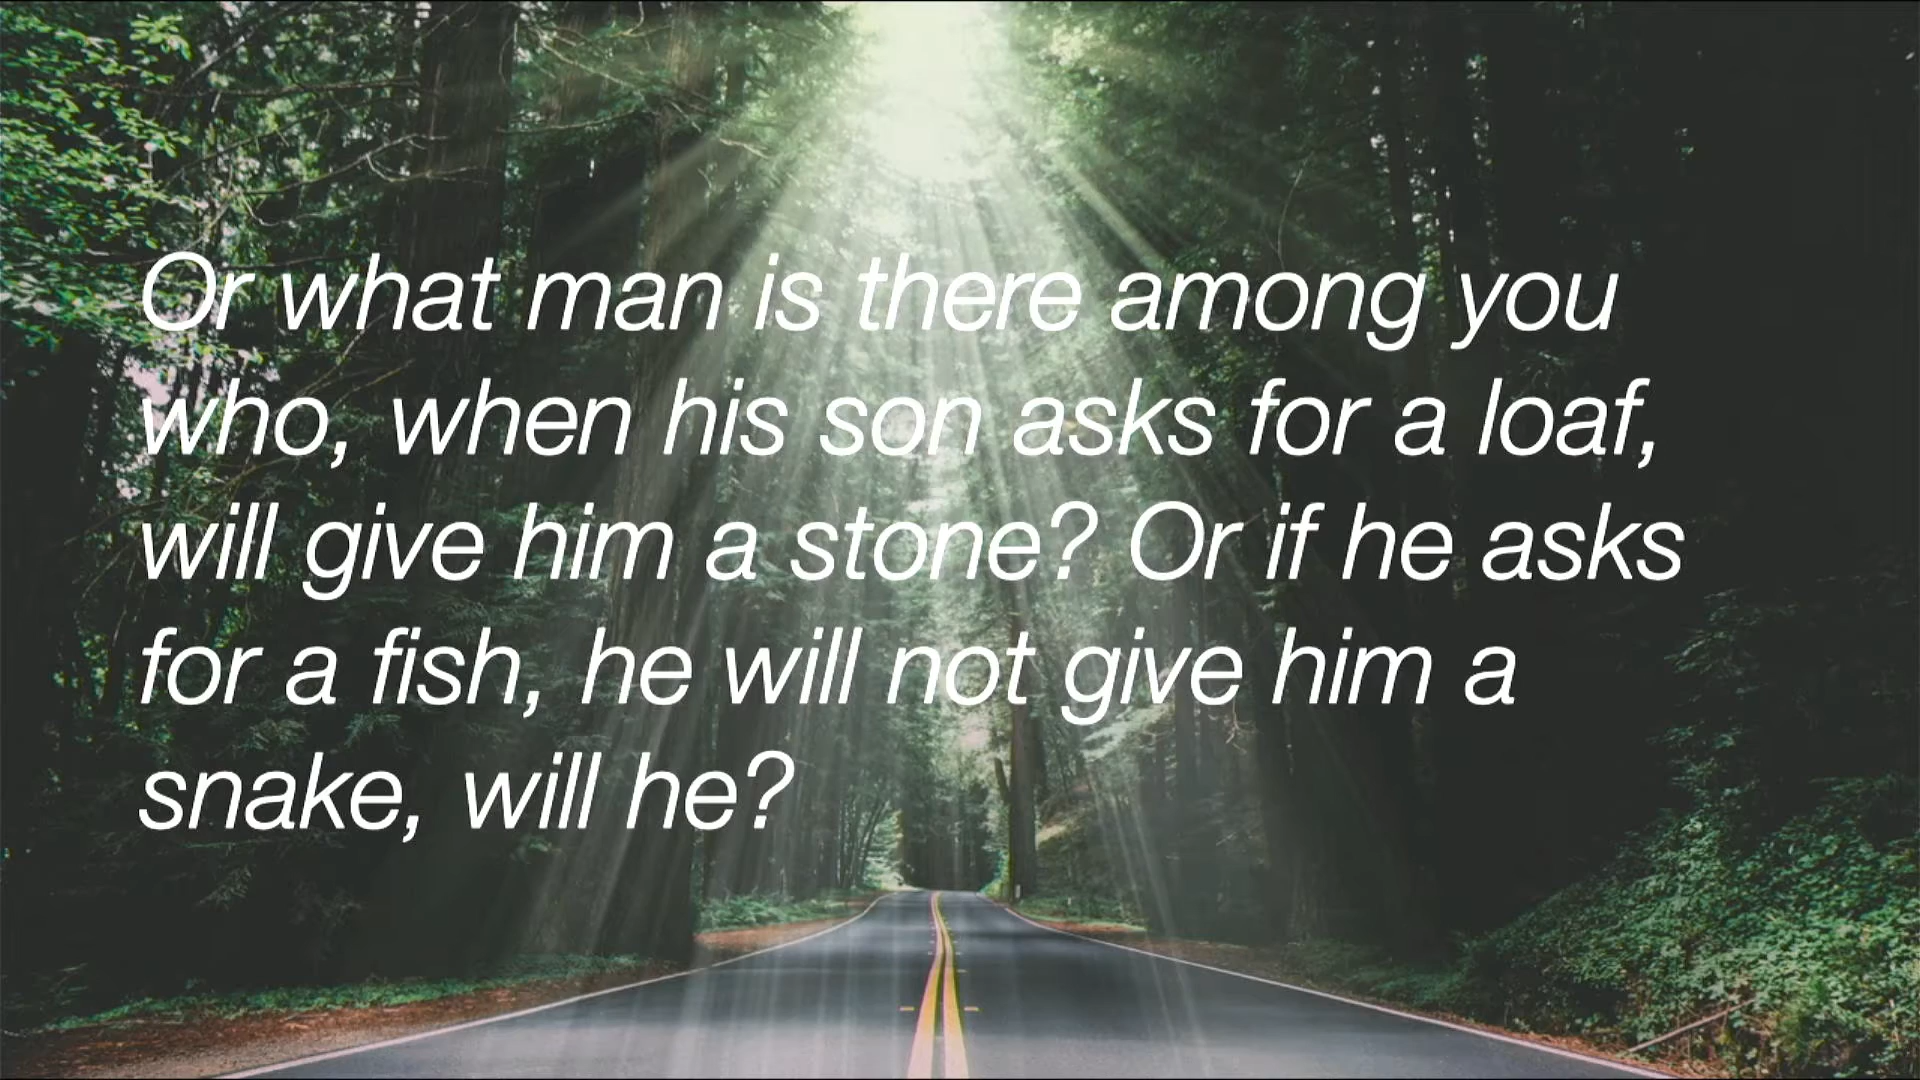 Or what man is there among you
who, when his son asks for a loaf,
will give him a stone? Or if he asks
for a fish, he will not give him a
snake, will he?